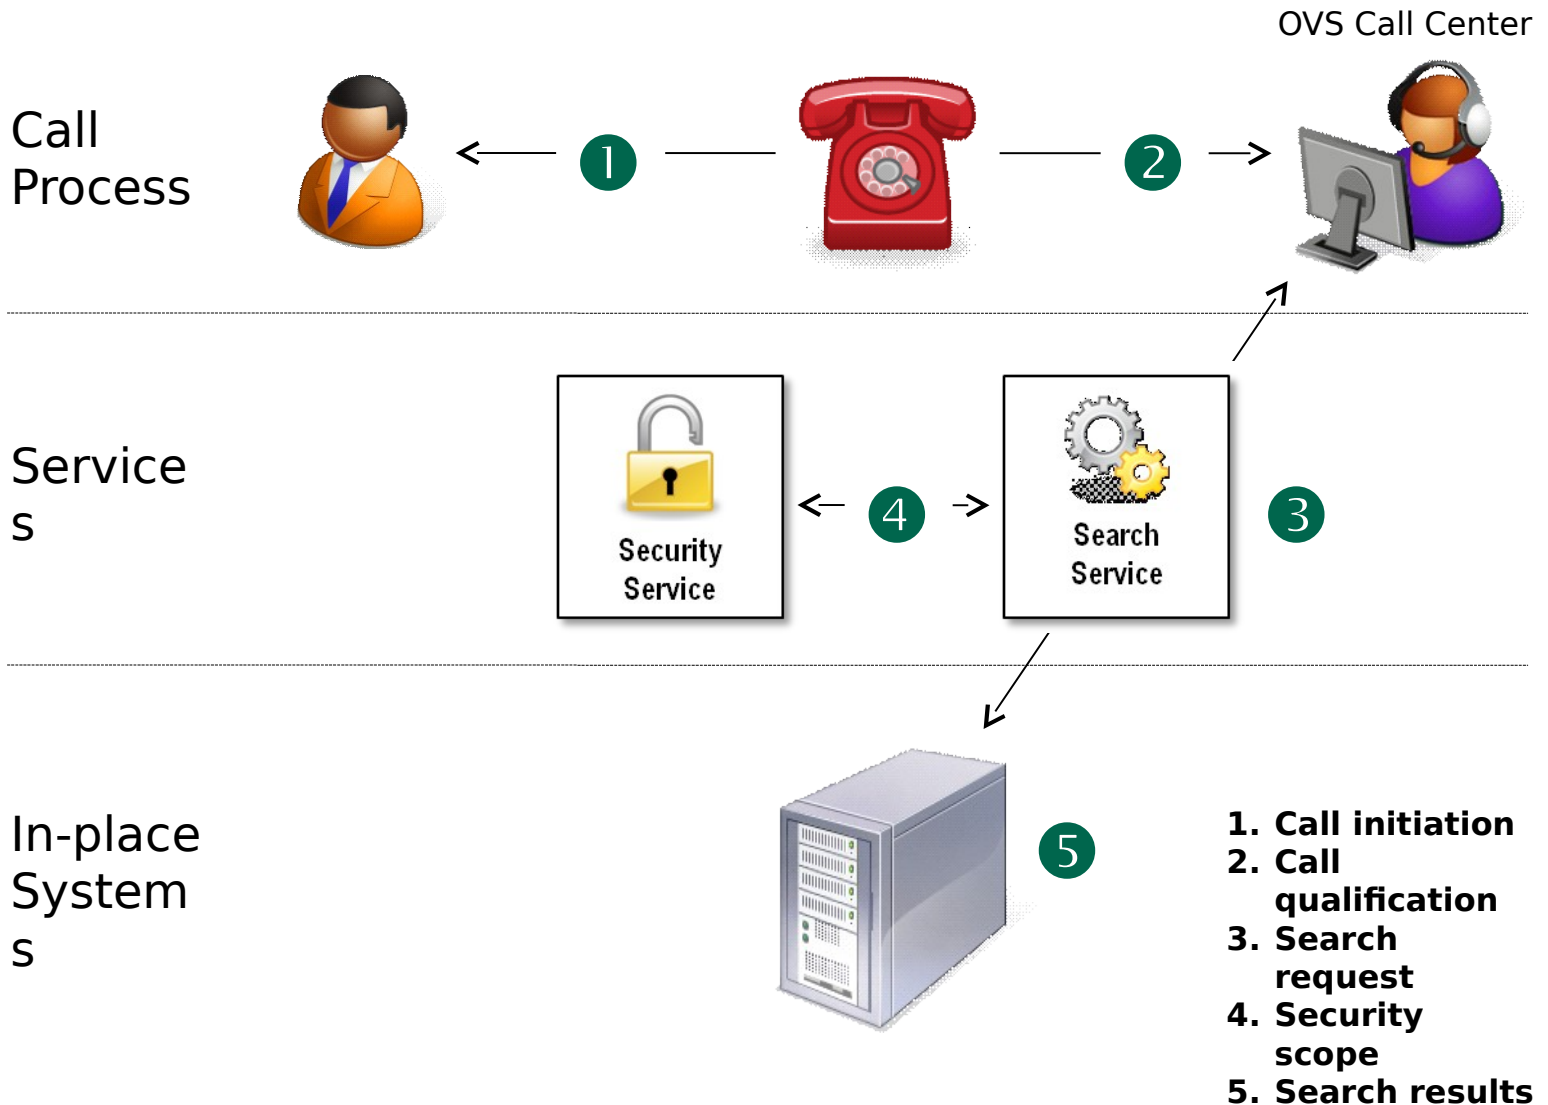 OVS Call Center
Call
Process
1
2
Service
s
Security
Service
4
Search
Service
3
In-place
System
s
5
1. Call initiation
2. Call
qualification
3. Search
request
4. Security
scope
5. Search results